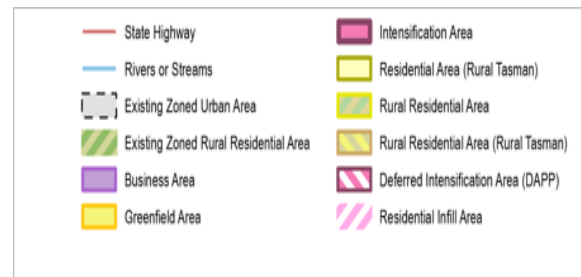 State Highway
Rivers or Streams
Existing Zoned Urban Area
Existing Zoned Rural Residential Area
Business Area
Greenfield Area
Intensification Area
Residential Area (Rural Tasman)
Rural Residential Area
Rural Residential Area (Rural Tasman)
Deferred Intensification Area (DAPP)
Residential Infill Area